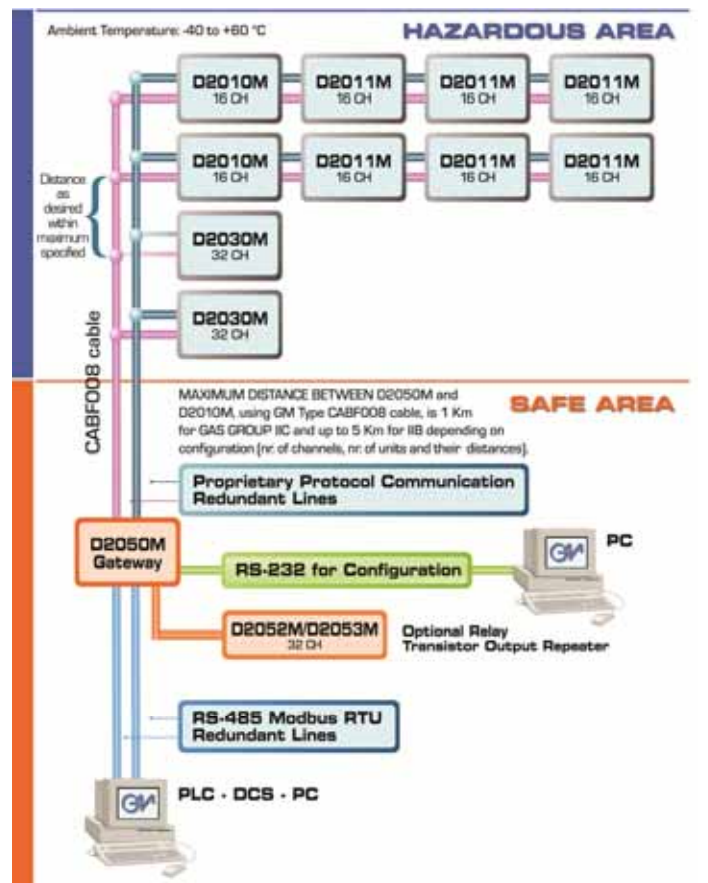 Ambient Temperature: -40 to +60 °C
HAZARDOUS AREA
D2010M
16 CH
D2011M
16 CH
D2011M
16 CH
D2011M
16 CH
D2010M
16 CH
D2011M
16 CH
D2011M
16 CH
D2011M
16 CH
Distance
as
desired
within
maximum
specified
D2030M
32 CH
D2030M
32 CH
CABF008 cable
MAXIMUM DISTANCE BETWEEN D2050M and
D2010M, using GM Type CABF008 cable, is 1 Km
for GAS GROUP IIC and up to 5 Km for IIB depending on
configuration (nr. of channels, nr. of units and their distances).
SAFE AREA
Proprietary Protocol Communication
Redundant Lines
D2050M
Gateway
RS-232 for Configuration
GM
PC
D2052M/D2053M
32 CH
Optional Relay
Transistor Output Repeater
RS-485 Modbus RTU
Redundant Lines
GM
PLC - DCS - PC